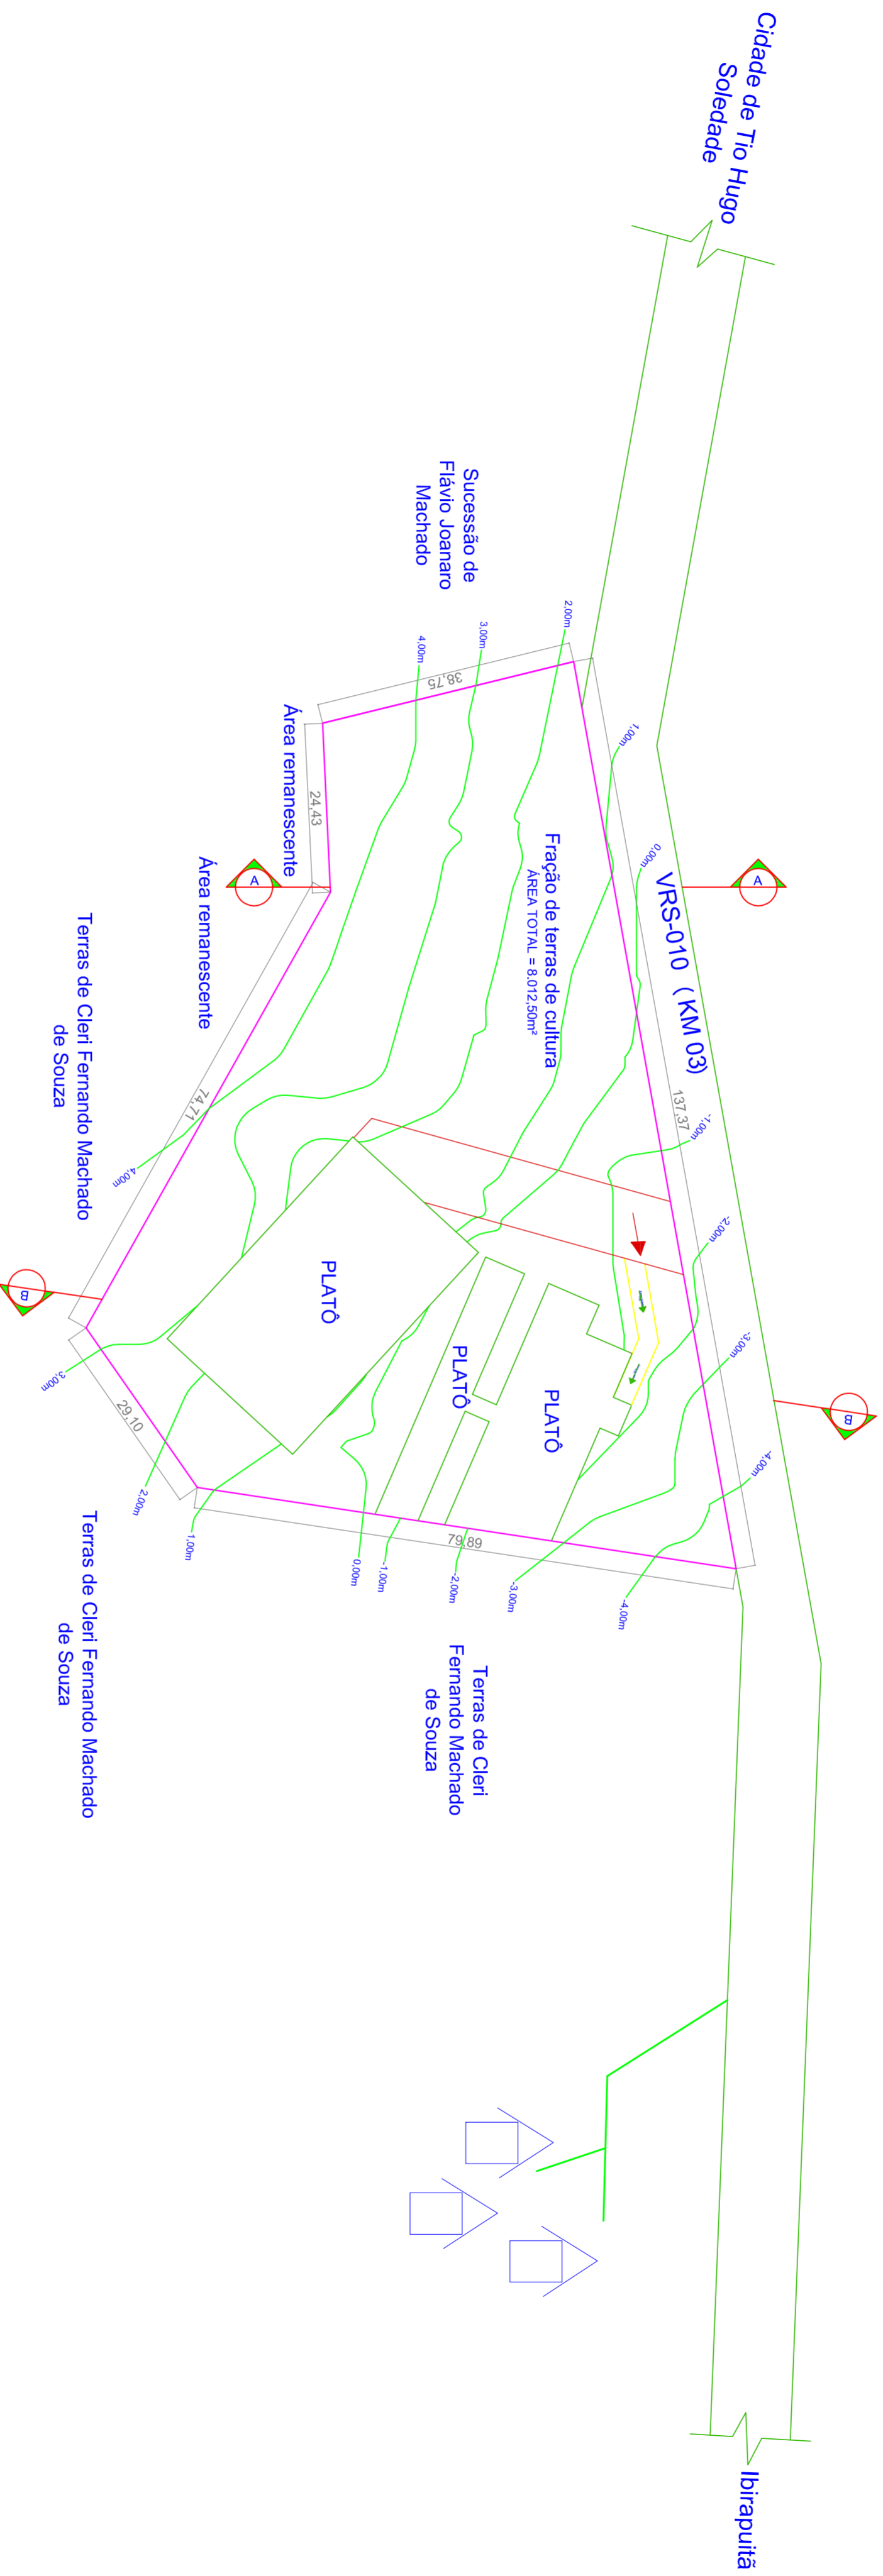 Cidade de Tio Hugo
Soledade
Sucessão de
Flávio Joanaro
Machado
2,00m
3,00m
4,00m
38,75
Área remanescente
24,43
1,00m
0,00m
Fração de terras de cultura
ÁREA TOTAL = 8.012,50m²
VRS-010 ( KM 03)
A
A
Área remanescente
Terras de Cleri Fernando Machado
de Souza
74,71
137,37
-1,00m
4,00m
-2,00m
PLATÔ
PLATÔ
PLATÔ
-3,00m
B
B
3,00m
29,10
-4,00m
2,00m
1,00m
0,00m
-1,00m
-2,00m
-3,00m
-4,00m
79,89
Terras de Cleri Fernando Machado
de Souza
Terras de Cleri
Fernando Machado
de Souza
Ibirapuitã